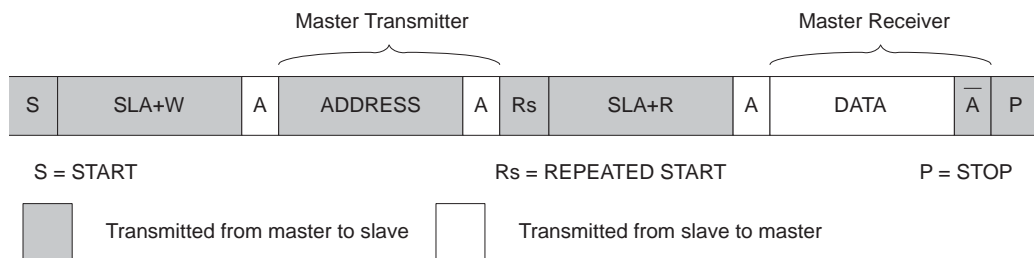 Master Transmitter Master Receiver
S SLA+W A ADDRESS A Rs SLA+R A DATA A̅ P
S = START Rs = REPEATED START P = STOP
Transmitted from master to slave Transmitted from slave to master